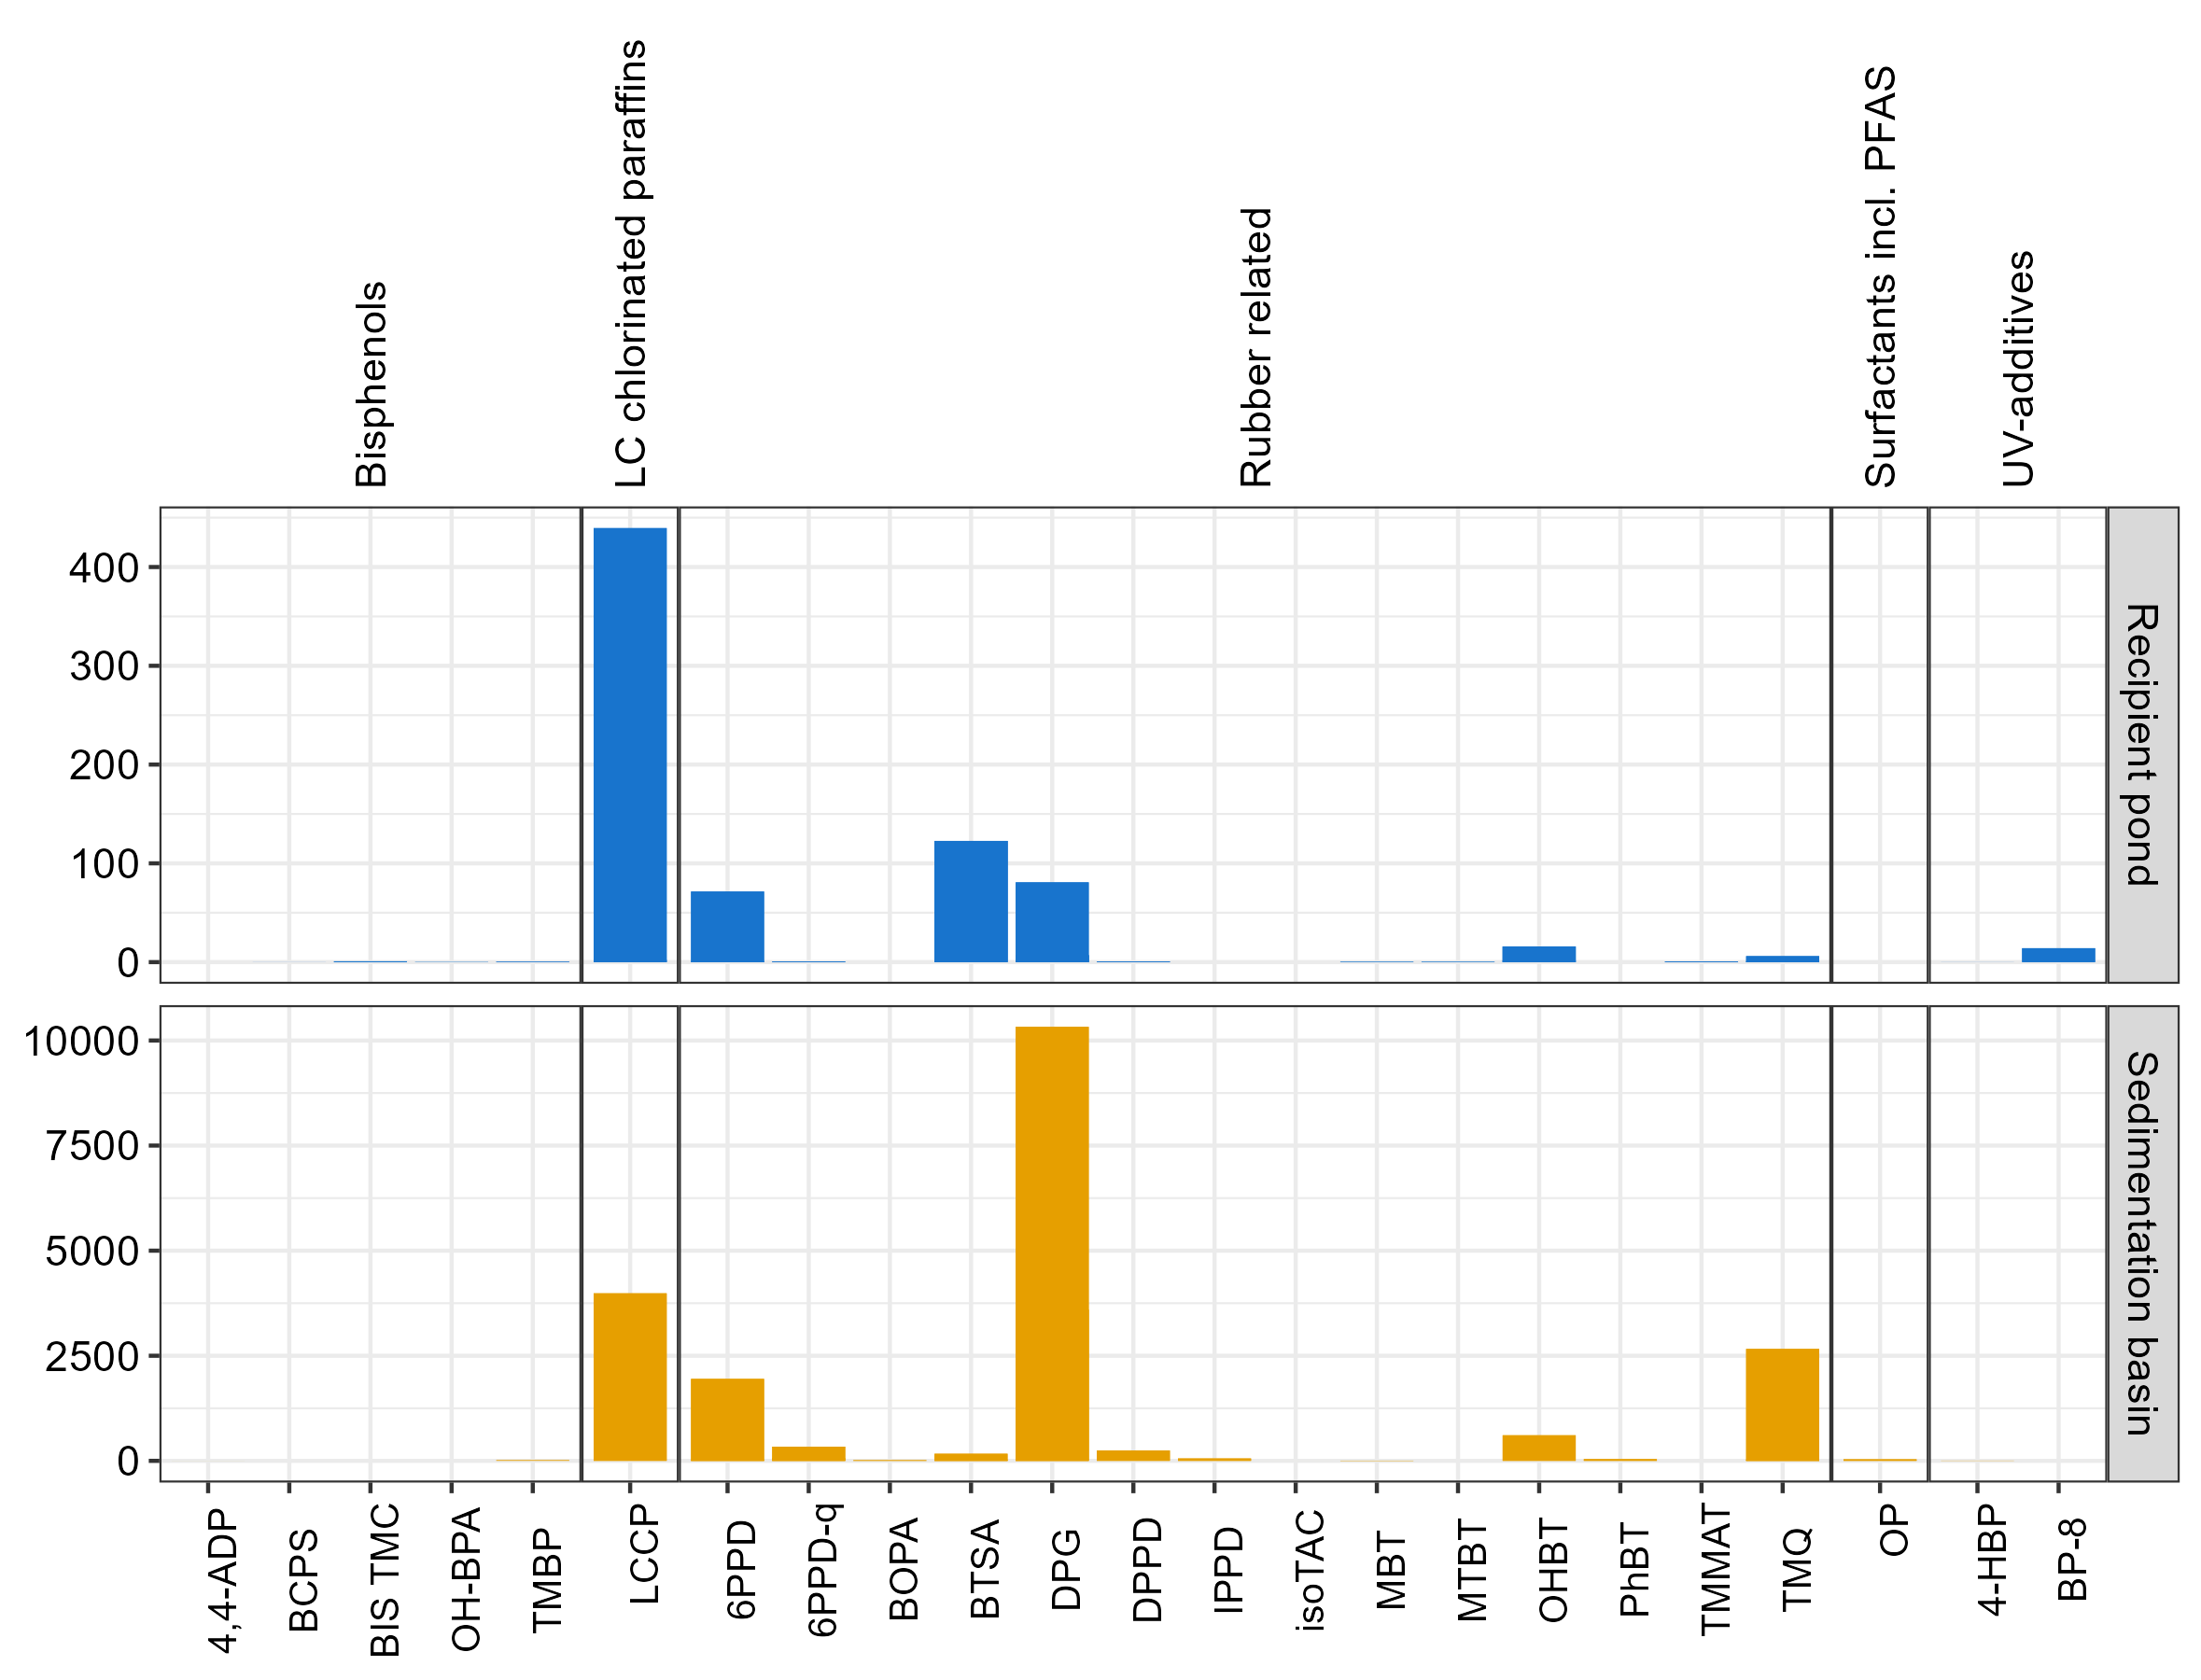 Bisphenols
LC chlorinated paraffins
Rubber related
Surfactants incl. PFAS
UV-additives
400
300
200
100
0
Recipient pond
10000
7500
5000
2500
0
Sedimentation basin
4,4-ADP
BCPS
BIS TMC
OH-BPA
TMBP
LCCP
6PPD
6PPD-q
BOPA
BTSA
DPG
DPPD
IPPD
isoTAC
MBT
MTBT
OHBT
PhBT
TMMAT
TMQ
OP
4-HBP
BP-8